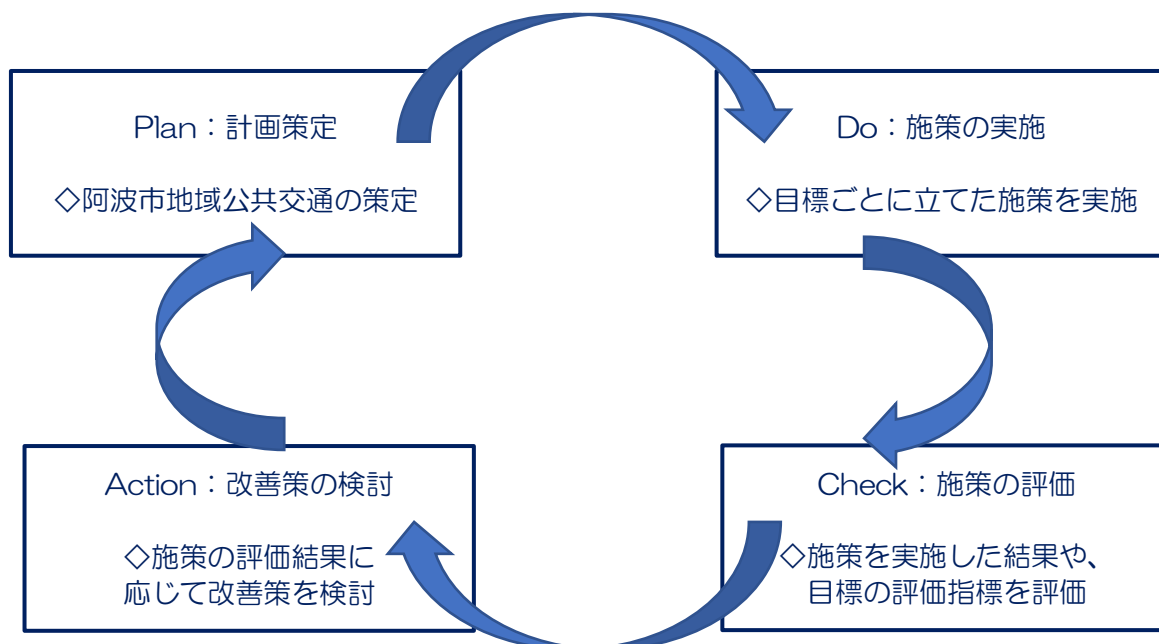 Plan：計画策定
◇阿波市地域公共交通の策定
Do：施策の実施
◇目標ごとに立てた施策を実施
Action：改善策の検討
◇施策の評価結果に
応じて改善策を検討
Check：施策の評価
◇施策を実施した結果や、
目標の評価指標を評価